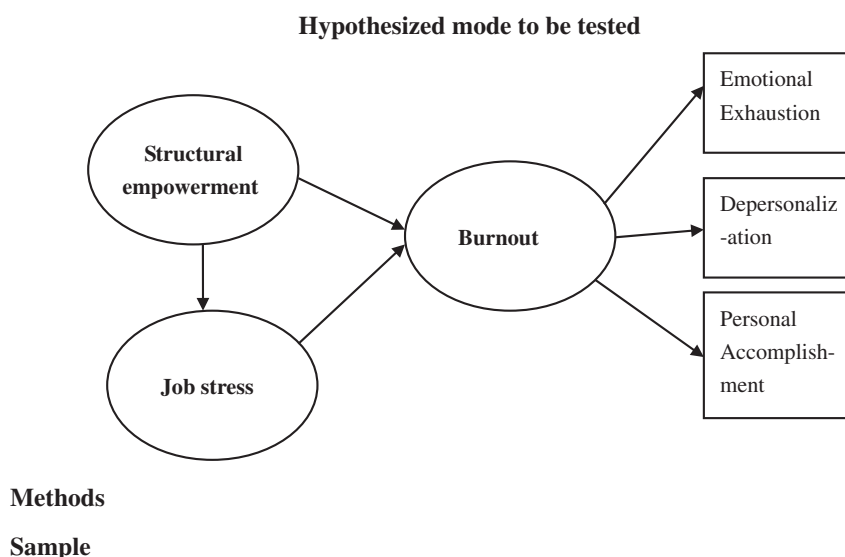 Hypothesized mode to be tested
Structural
empowerment
Job stress
Burnout
Emotional
Exhaustion
Depersonaliz
-ation
Personal
Accomplish-
ment
Methods
Sample